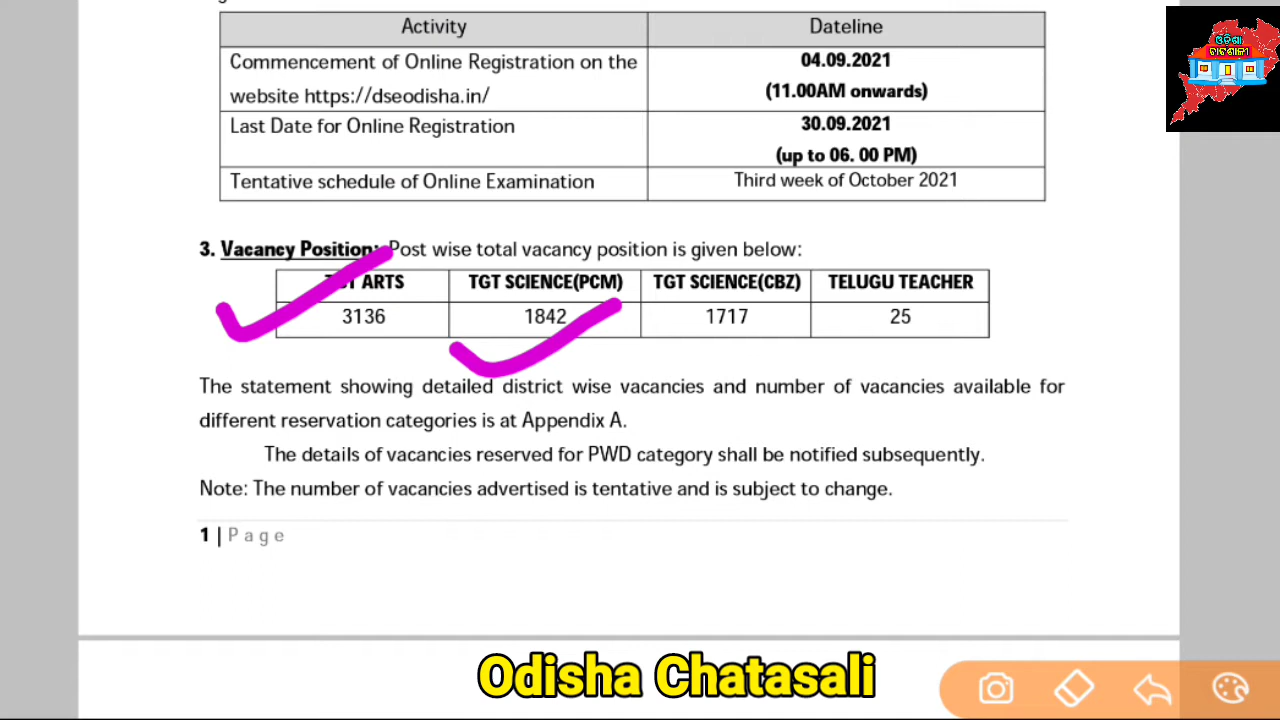 Activity Dateline
Commencement of Online Registration on the 04.09.2021
website https://dseodisha.in/ (11.00AM onwards)
Last Date for Online Registration 30.09.2021
(up to 06. 00 PM)
Tentative schedule of Online Examination Third week of October 2021
ଓଡ଼ିଶା
ଚାଟଶାଳୀ
3. Vacancy Position: Post wise total vacancy position is given below:
ARTS TGT SCIENCE(PCM) TGT SCIENCE(CBZ) TELUGU TEACHER
3136 1842 1717 25
The statement showing detailed district wise vacancies and number of vacancies available for
different reservation categories is at Appendix A.
The details of vacancies reserved for PWD category shall be notified subsequently.
Note: The number of vacancies advertised is tentative and is subject to change.
1 | P a g e
Odisha Chatasali